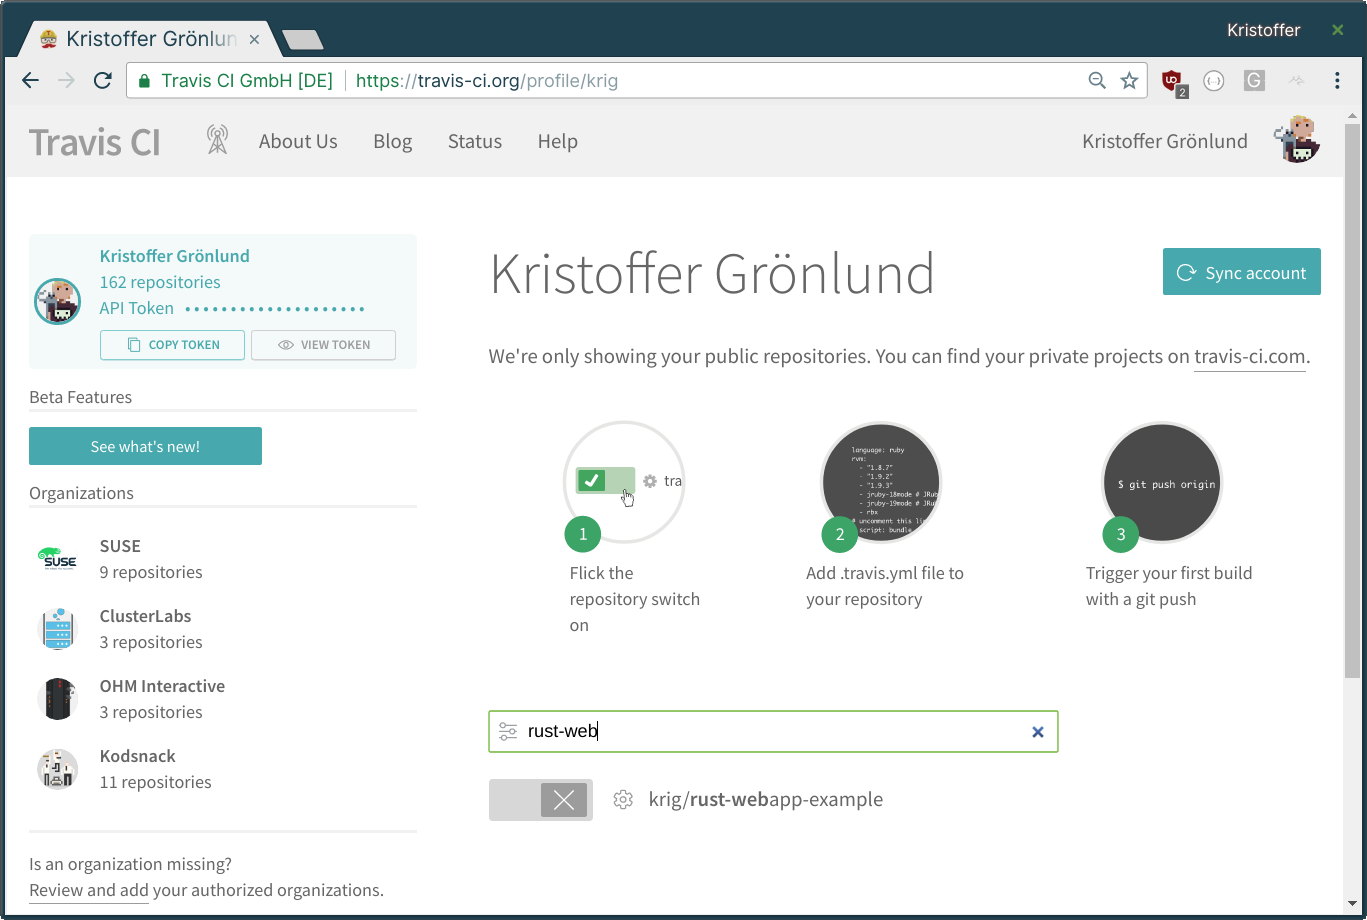 Kristoffer Grönlun
Kristoffer
Travis CI GmbH [DE]
https://travis-ci.org/profile/krig
2
G
Travis CI
About Us
Blog
Status
Help
Kristoffer Grönlund
Kristoffer Grönlund
162 repositories
API Token
COPY TOKEN
VIEW TOKEN
Beta Features
See what's new!
Organizations
SUSE
SUSE
9 repositories
ClusterLabs
3 repositories
OHM Interactive
3 repositories
Kodsnack
11 repositories
Is an organization missing?
Review and add your authorized organizations.
Kristoffer Grönlund
Sync account
We're only showing your public repositories. You can find your private projects on travis-ci.com.
tra
1
Flick the
repository switch
on
language: ruby
rvm:
- "1.8.7"
- "1.9.2"
- "1.9.3"
- jruby-18mode # JRub
- jruby-19mode # JRu
- rbx
# uncomment this li
script: bundle
2
Add .travis.yml file to
your repository
$ git push origin
3
Trigger your first build
with a git push
rust-web
krig/rust-webapp-example